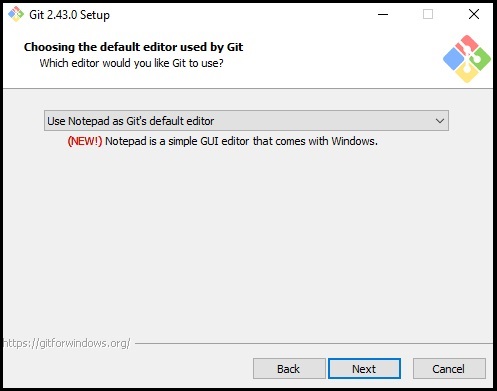 Git 2.43.0 Setup
Choosing the default editor used by Git
Which editor would you like Git to use?
Use Notepad as Git's default editor
(NEW!) Notepad is a simple GUI editor that comes with Windows.
https://gitforwindows.org/
Back
Next
Cancel